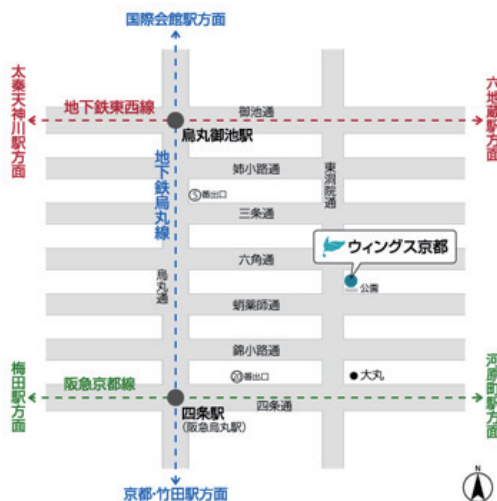 国際会館駅方面
太秦天神川駅方面
地下鉄東西線
御池通
六地蔵駅方面
烏丸御池駅
地下鉄烏丸線
姉小路通
東洞院通
⑤番出口
三条通
ウィングス京都
六角通
烏丸通
公園
蛸薬師通
錦小路通
梅田駅方面
阪急京都線
⑳番出口
大丸
河原町駅方面
四条駅
(阪急烏丸駅)
四条通
京都・竹田駅方面
N